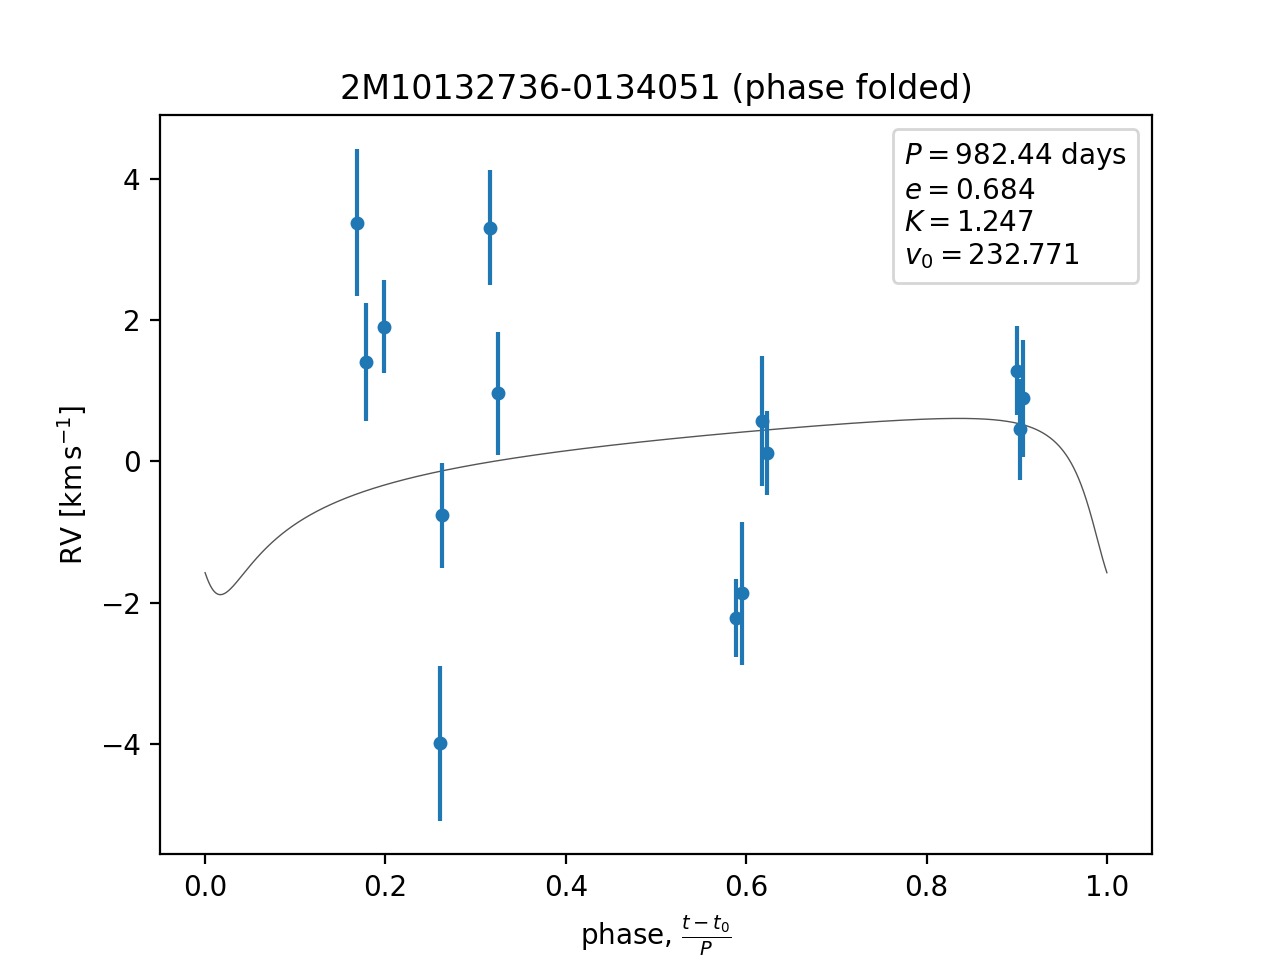 2M10132736-0134051 (phase folded)
P = 982.44 days
e = 0.684
K = 1.247
v₀ = 232.771
4
2
0
−2
−4
RV [km s⁻¹]
0.0 0.2 0.4 0.6 0.8 1.0
phase, (t − t₀)/P